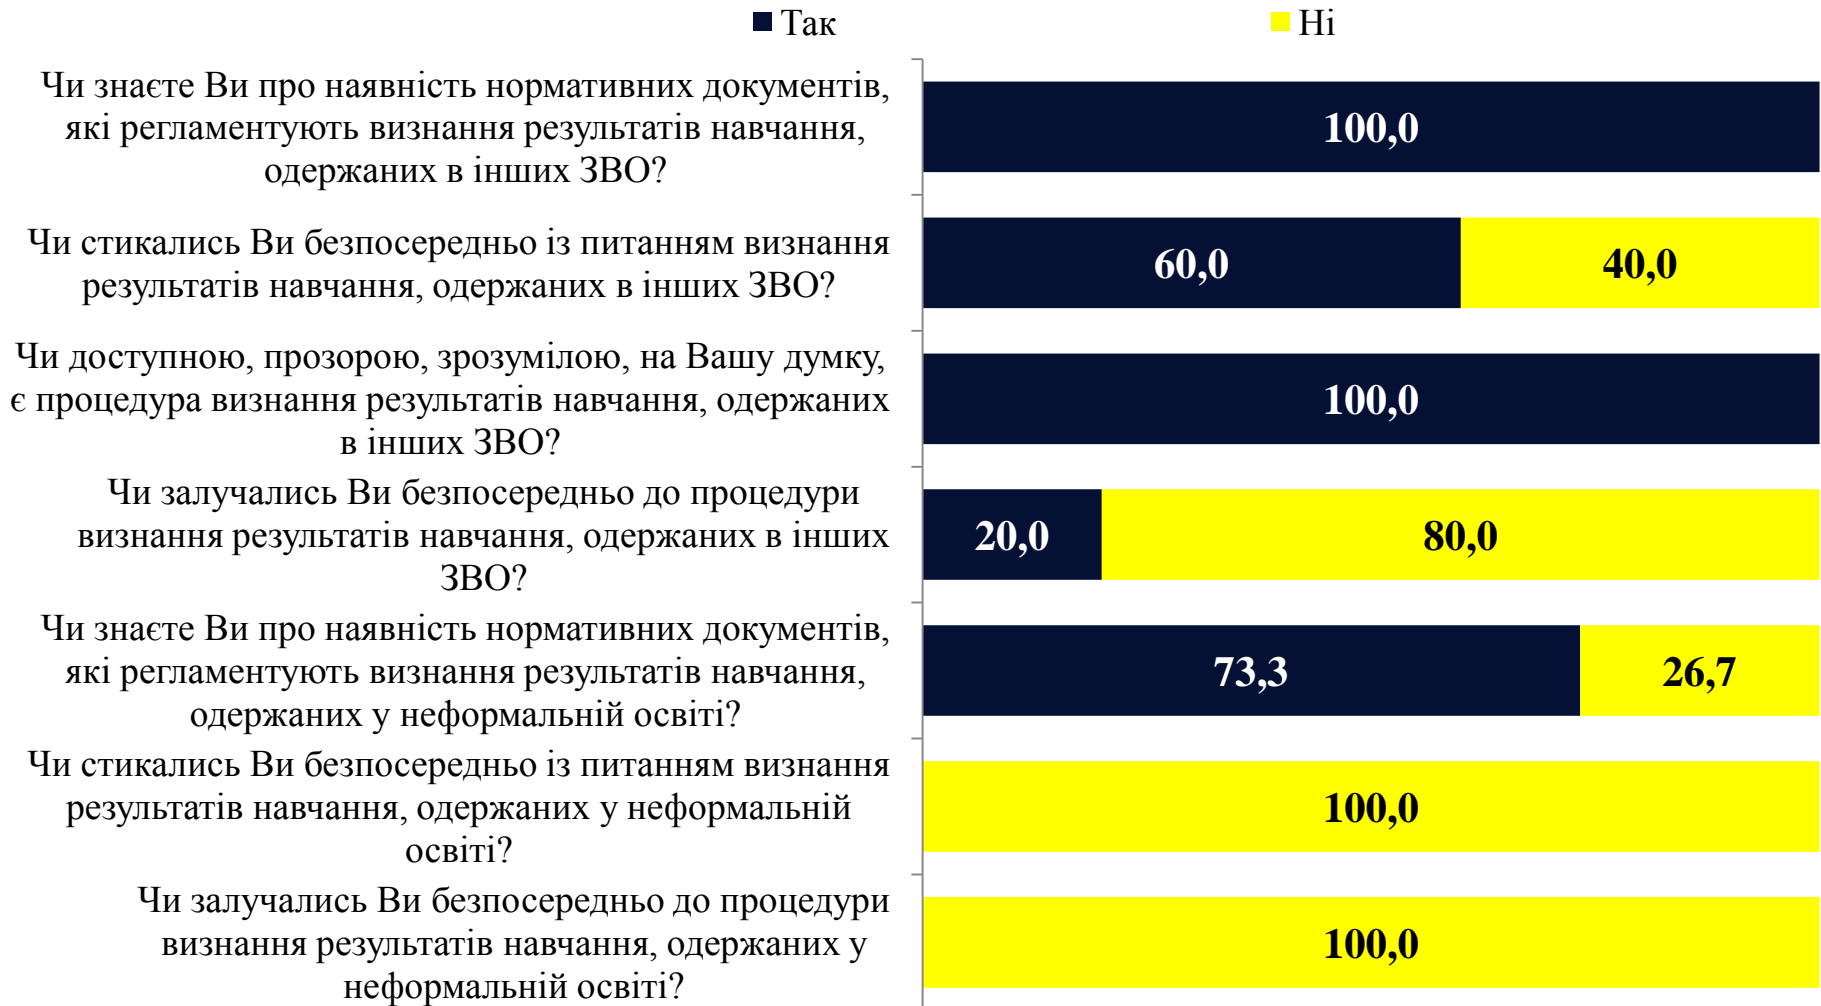 Так Ні
Чи знаєте Ви про наявність нормативних документів,
які регламентують визнання результатів навчання,
одержаних в інших ЗВО?
100,0
Чи стикались Ви безпосередньо із питанням визнання
результатів навчання, одержаних в інших ЗВО?
60,0 40,0
Чи доступною, прозорою, зрозумілою, на Вашу думку,
є процедура визнання результатів навчання, одержаних
в інших ЗВО?
100,0
Чи залучались Ви безпосередньо до процедури
визнання результатів навчання, одержаних в інших
ЗВО?
20,0 80,0
Чи знаєте Ви про наявність нормативних документів,
які регламентують визнання результатів навчання,
одержаних у неформальній освіті?
73,3 26,7
Чи стикались Ви безпосередньо із питанням визнання
результатів навчання, одержаних у неформальній
освіті?
100,0
Чи залучались Ви безпосередньо до процедури
визнання результатів навчання, одержаних у
неформальній освіті?
100,0